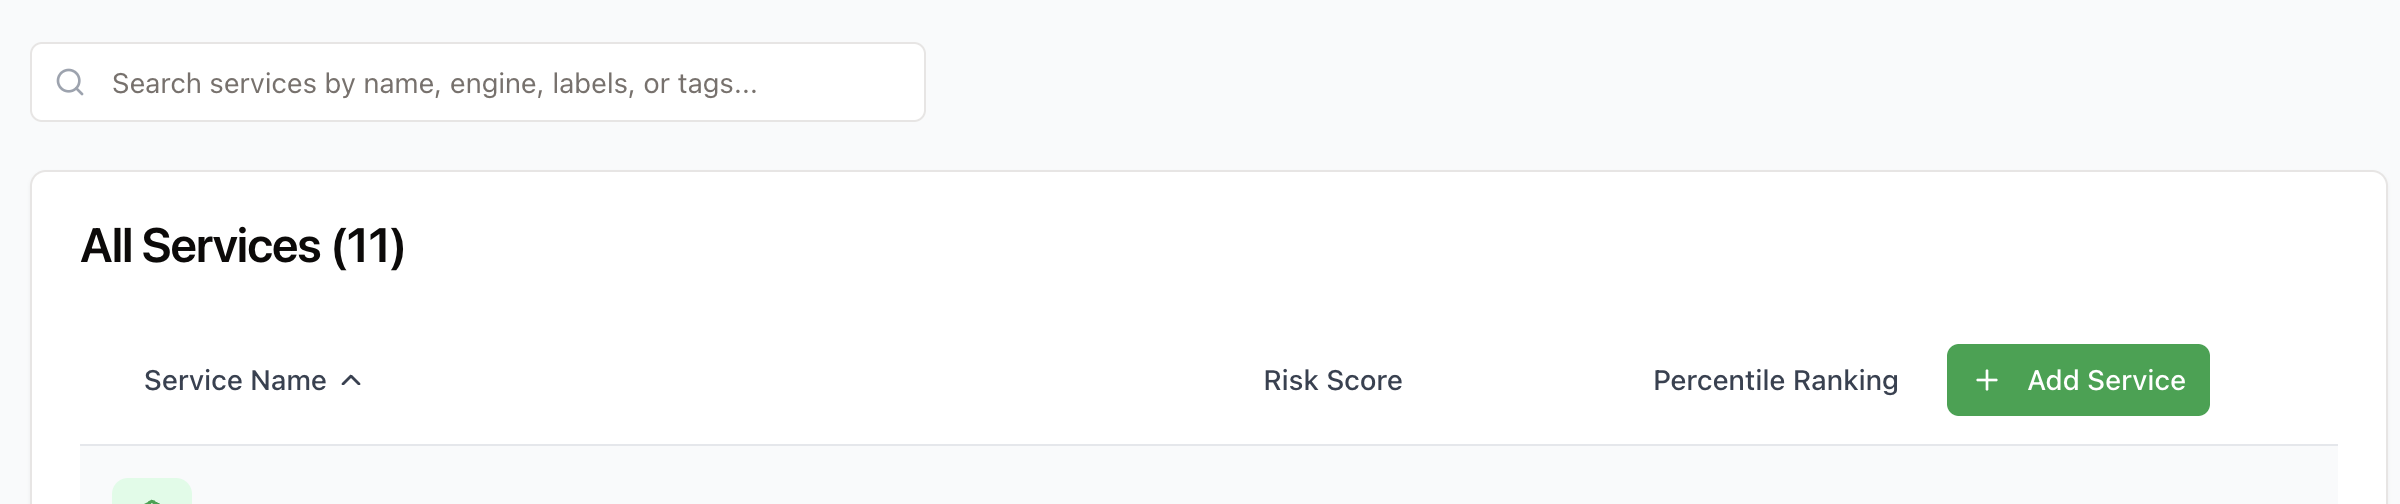 Search services by name, engine, labels, or tags...
All Services (11)
Service Name Risk Score Percentile Ranking Add Service